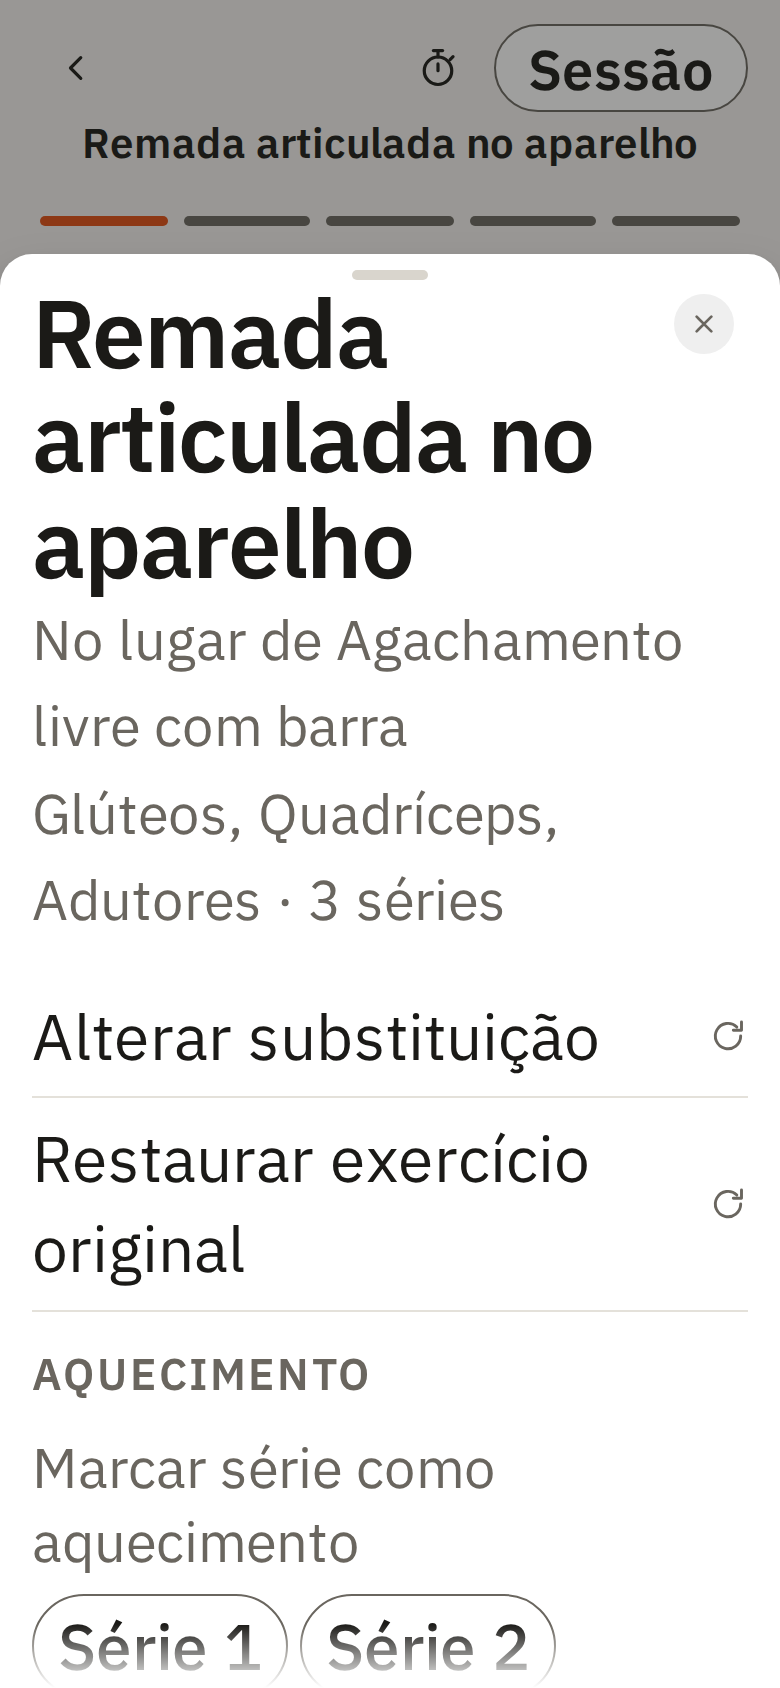 Sessão
Remada articulada no aparelho
Remada
articulada no
aparelho
No lugar de Agachamento
livre com barra
Glúteos, Quadríceps,
Adutores · 3 séries
Alterar substituição
Restaurar exercício
original
AQUECIMENTO
Marcar série como
aquecimento
Série 1 Série 2